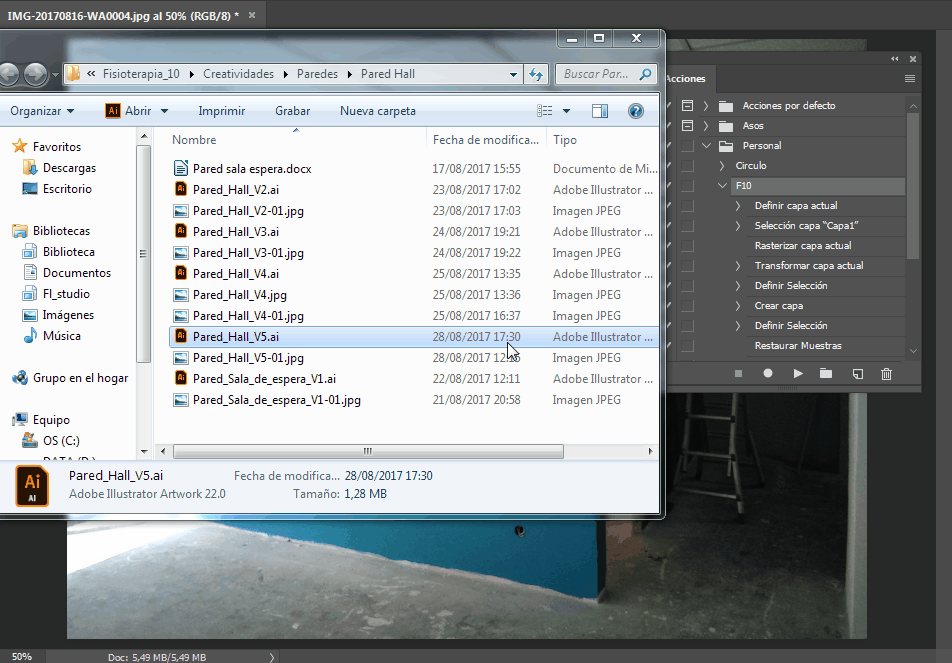 IMG-20170816-WA0004.jpg al 50% (RGB/8) * ×
« Fisioterapia_10 Creatividades Paredes Pared Hall
Buscar Par...
Organizar Abrir Imprimir Grabar Nueva carpeta
Nombre Fecha de modifica... Tipo
Favoritos
Descargas
Escritorio
Bibliotecas
Biblioteca
Documentos
FI_studio
Imágenes
Música
Grupo en el hogar
Equipo
OS (C:)
Pared sala espera.docx 17/08/2017 15:55 Documento de Mi...
Pared_Hall_V2.ai 23/08/2017 17:02 Adobe Illustrator ...
Pared_Hall_V2-01.jpg 23/08/2017 17:03 Imagen JPEG
Pared_Hall_V3.ai 24/08/2017 19:21 Adobe Illustrator ...
Pared_Hall_V3-01.jpg 24/08/2017 19:22 Imagen JPEG
Pared_Hall_V4.ai 25/08/2017 13:35 Adobe Illustrator ...
Pared_Hall_V4.jpg 25/08/2017 13:36 Imagen JPEG
Pared_Hall_V4-01.jpg 25/08/2017 16:37 Imagen JPEG
Pared_Hall_V5.ai 28/08/2017 17:30 Adobe Illustrator ...
Pared_Hall_V5-01.jpg 28/08/2017 Imagen JPEG
Pared_Sala_de_espera_V1.ai 22/08/2017 12:11 Adobe Illustrator ...
Pared_Sala_de_espera_V1-01.jpg 21/08/2017 20:58 Imagen JPEG
Ai
AI
Pared_Hall_V5.ai Fecha de modifica... 28/08/2017 17:30
Adobe Illustrator Artwork 22.0 Tamaño: 1,28 MB
Acciones
Acciones por defecto
Asos
Personal
Circulo
F10
Definir capa actual
Selección capa “Capa1”
Rasterizar capa actual
Transformar capa actual
Definir Selección
Crear capa
Definir Selección
Restaurar Muestras
50% Doc: 5,49 MB/5,49 MB